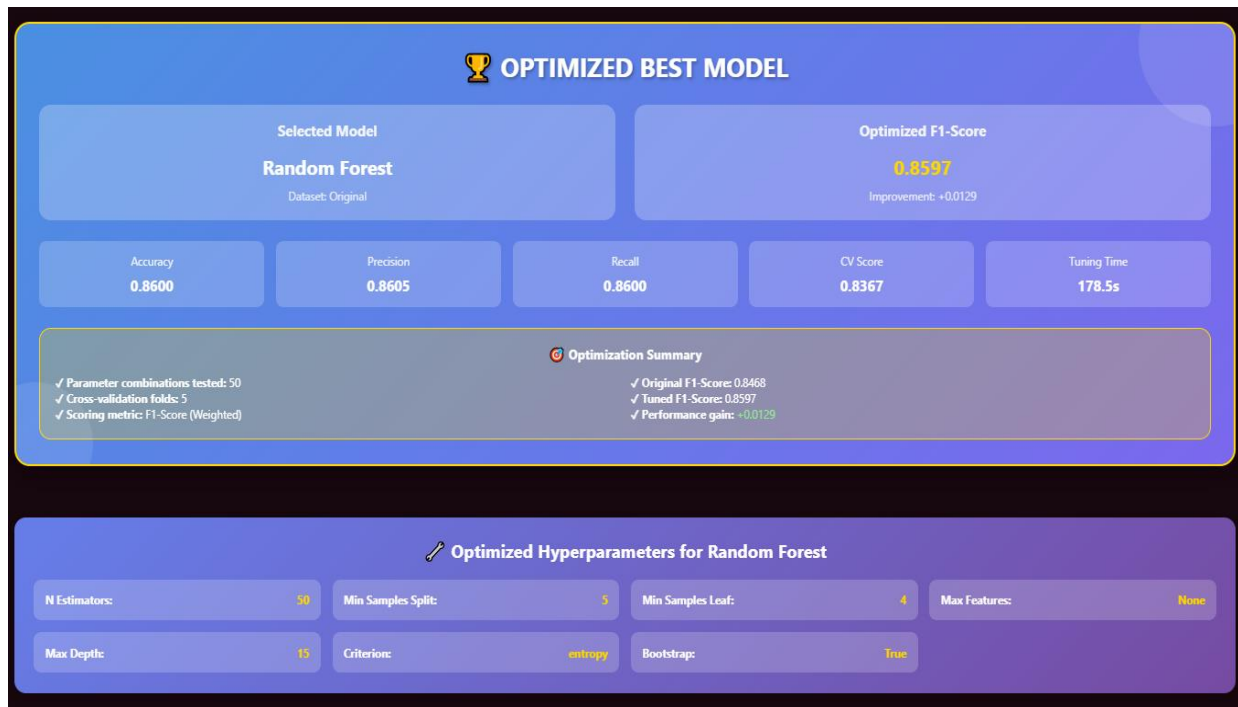 🏆 OPTIMIZED BEST MODEL
Selected Model
Random Forest
Dataset: Original
Optimized F1-Score
0.8597
Improvement: +0.0129
Accuracy
0.8600
Precision
0.8605
Recall
0.8600
CV Score
0.8367
Tuning Time
178.5s
🎯 Optimization Summary
✓ Parameter combinations tested: 50
✓ Cross-validation folds: 5
✓ Scoring metric: F1-Score (Weighted)
✓ Original F1-Score: 0.8468
✓ Tuned F1-Score: 0.8597
✓ Performance gain: +0.0129
🔧 Optimized Hyperparameters for Random Forest
N Estimators: 50
Min Samples Split: 5
Min Samples Leaf: 4
Max Features: None
Max Depth: 15
Criterion: entropy
Bootstrap: True